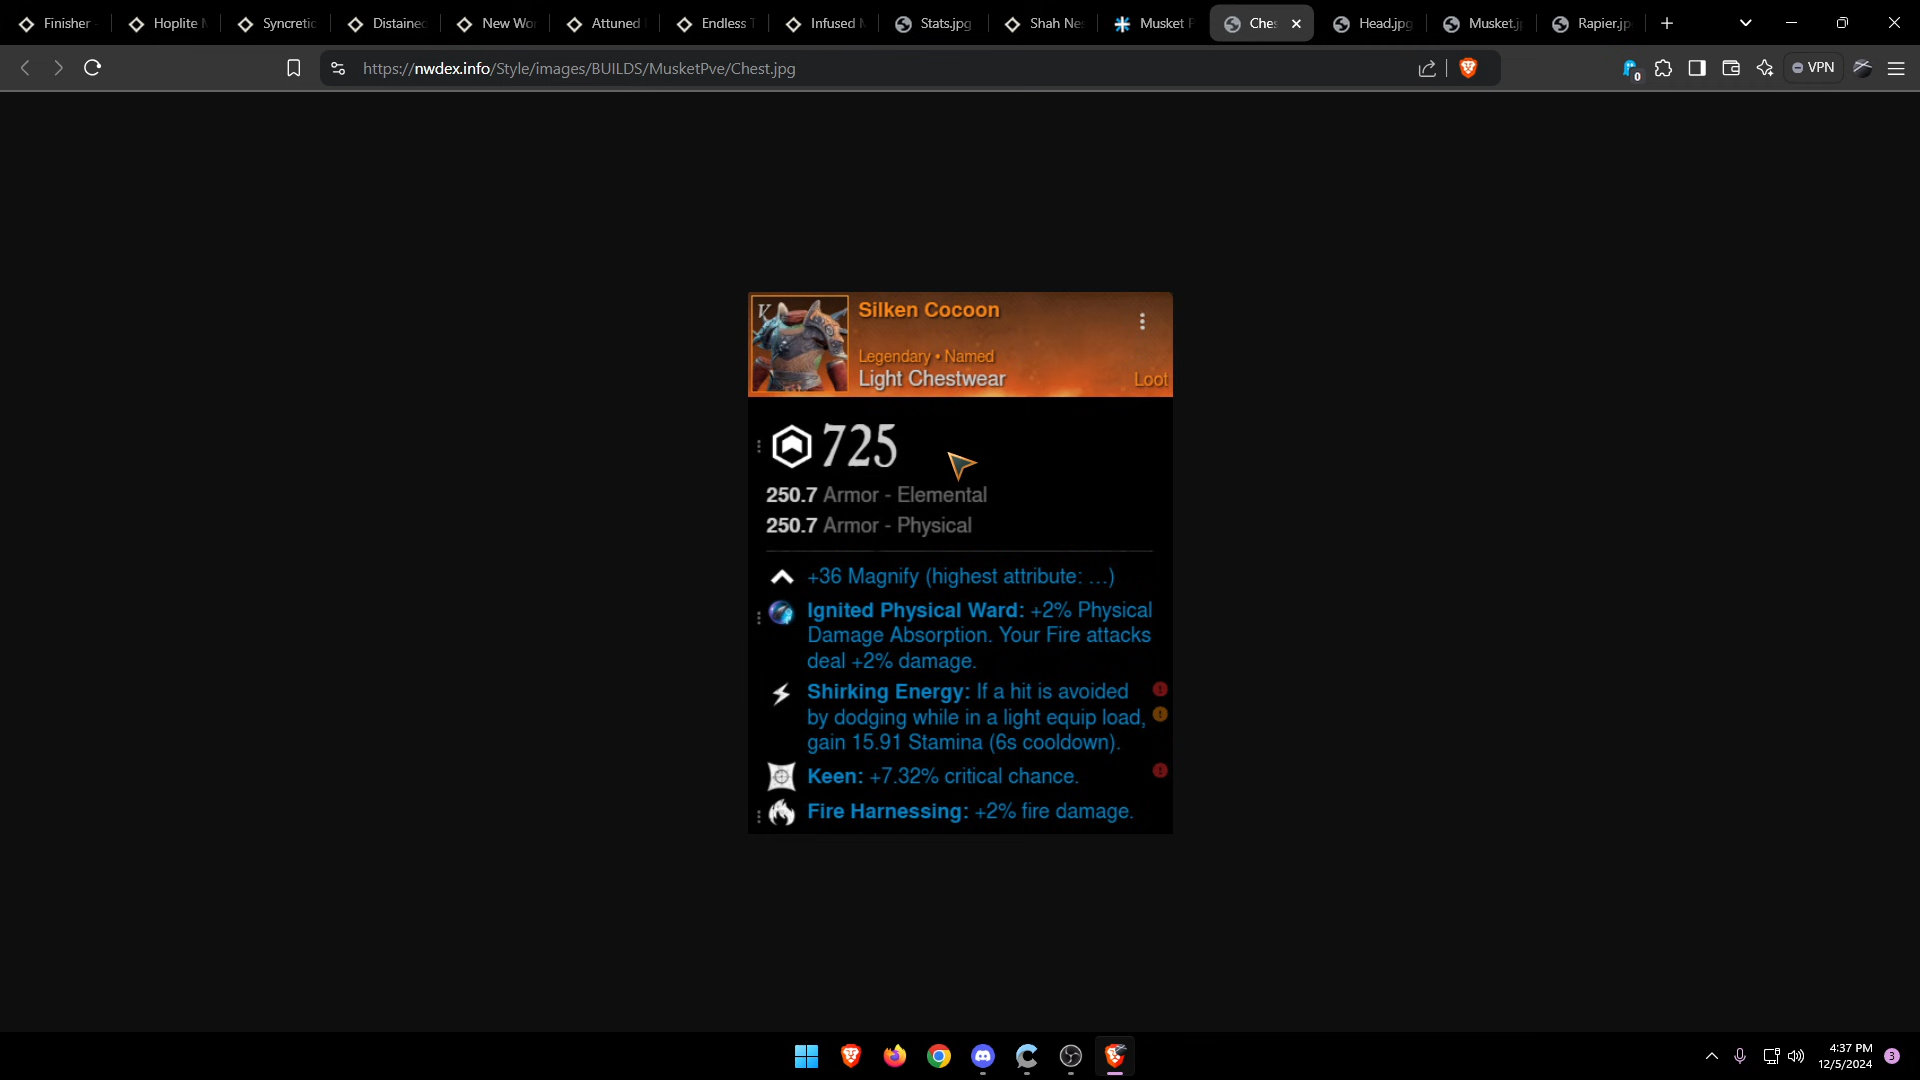 Finisher
Hoplite M
Syncretic
Distained
New Wo
Attuned
Endless T
Infused M
Stats.jpg
Shah Ne
Musket P
Ches
Head.jpg
Musket.j
Rapier.jp
https://nwdex.info/Style/images/BUILDS/MusketPve/Chest.jpg
0
VPN
V
Silken Cocoon
Legendary • Named
Light Chestwear
Loot
725
250.7 Armor - Elemental
250.7 Armor - Physical
+36 Magnify (highest attribute: ...)
Ignited Physical Ward: +2% Physical
Damage Absorption. Your Fire attacks
deal +2% damage.
Shirking Energy: If a hit is avoided
by dodging while in a light equip load,
gain 15.91 Stamina (6s cooldown).
Keen: +7.32% critical chance.
Fire Harnessing: +2% fire damage.
4:37 PM
12/5/2024
3